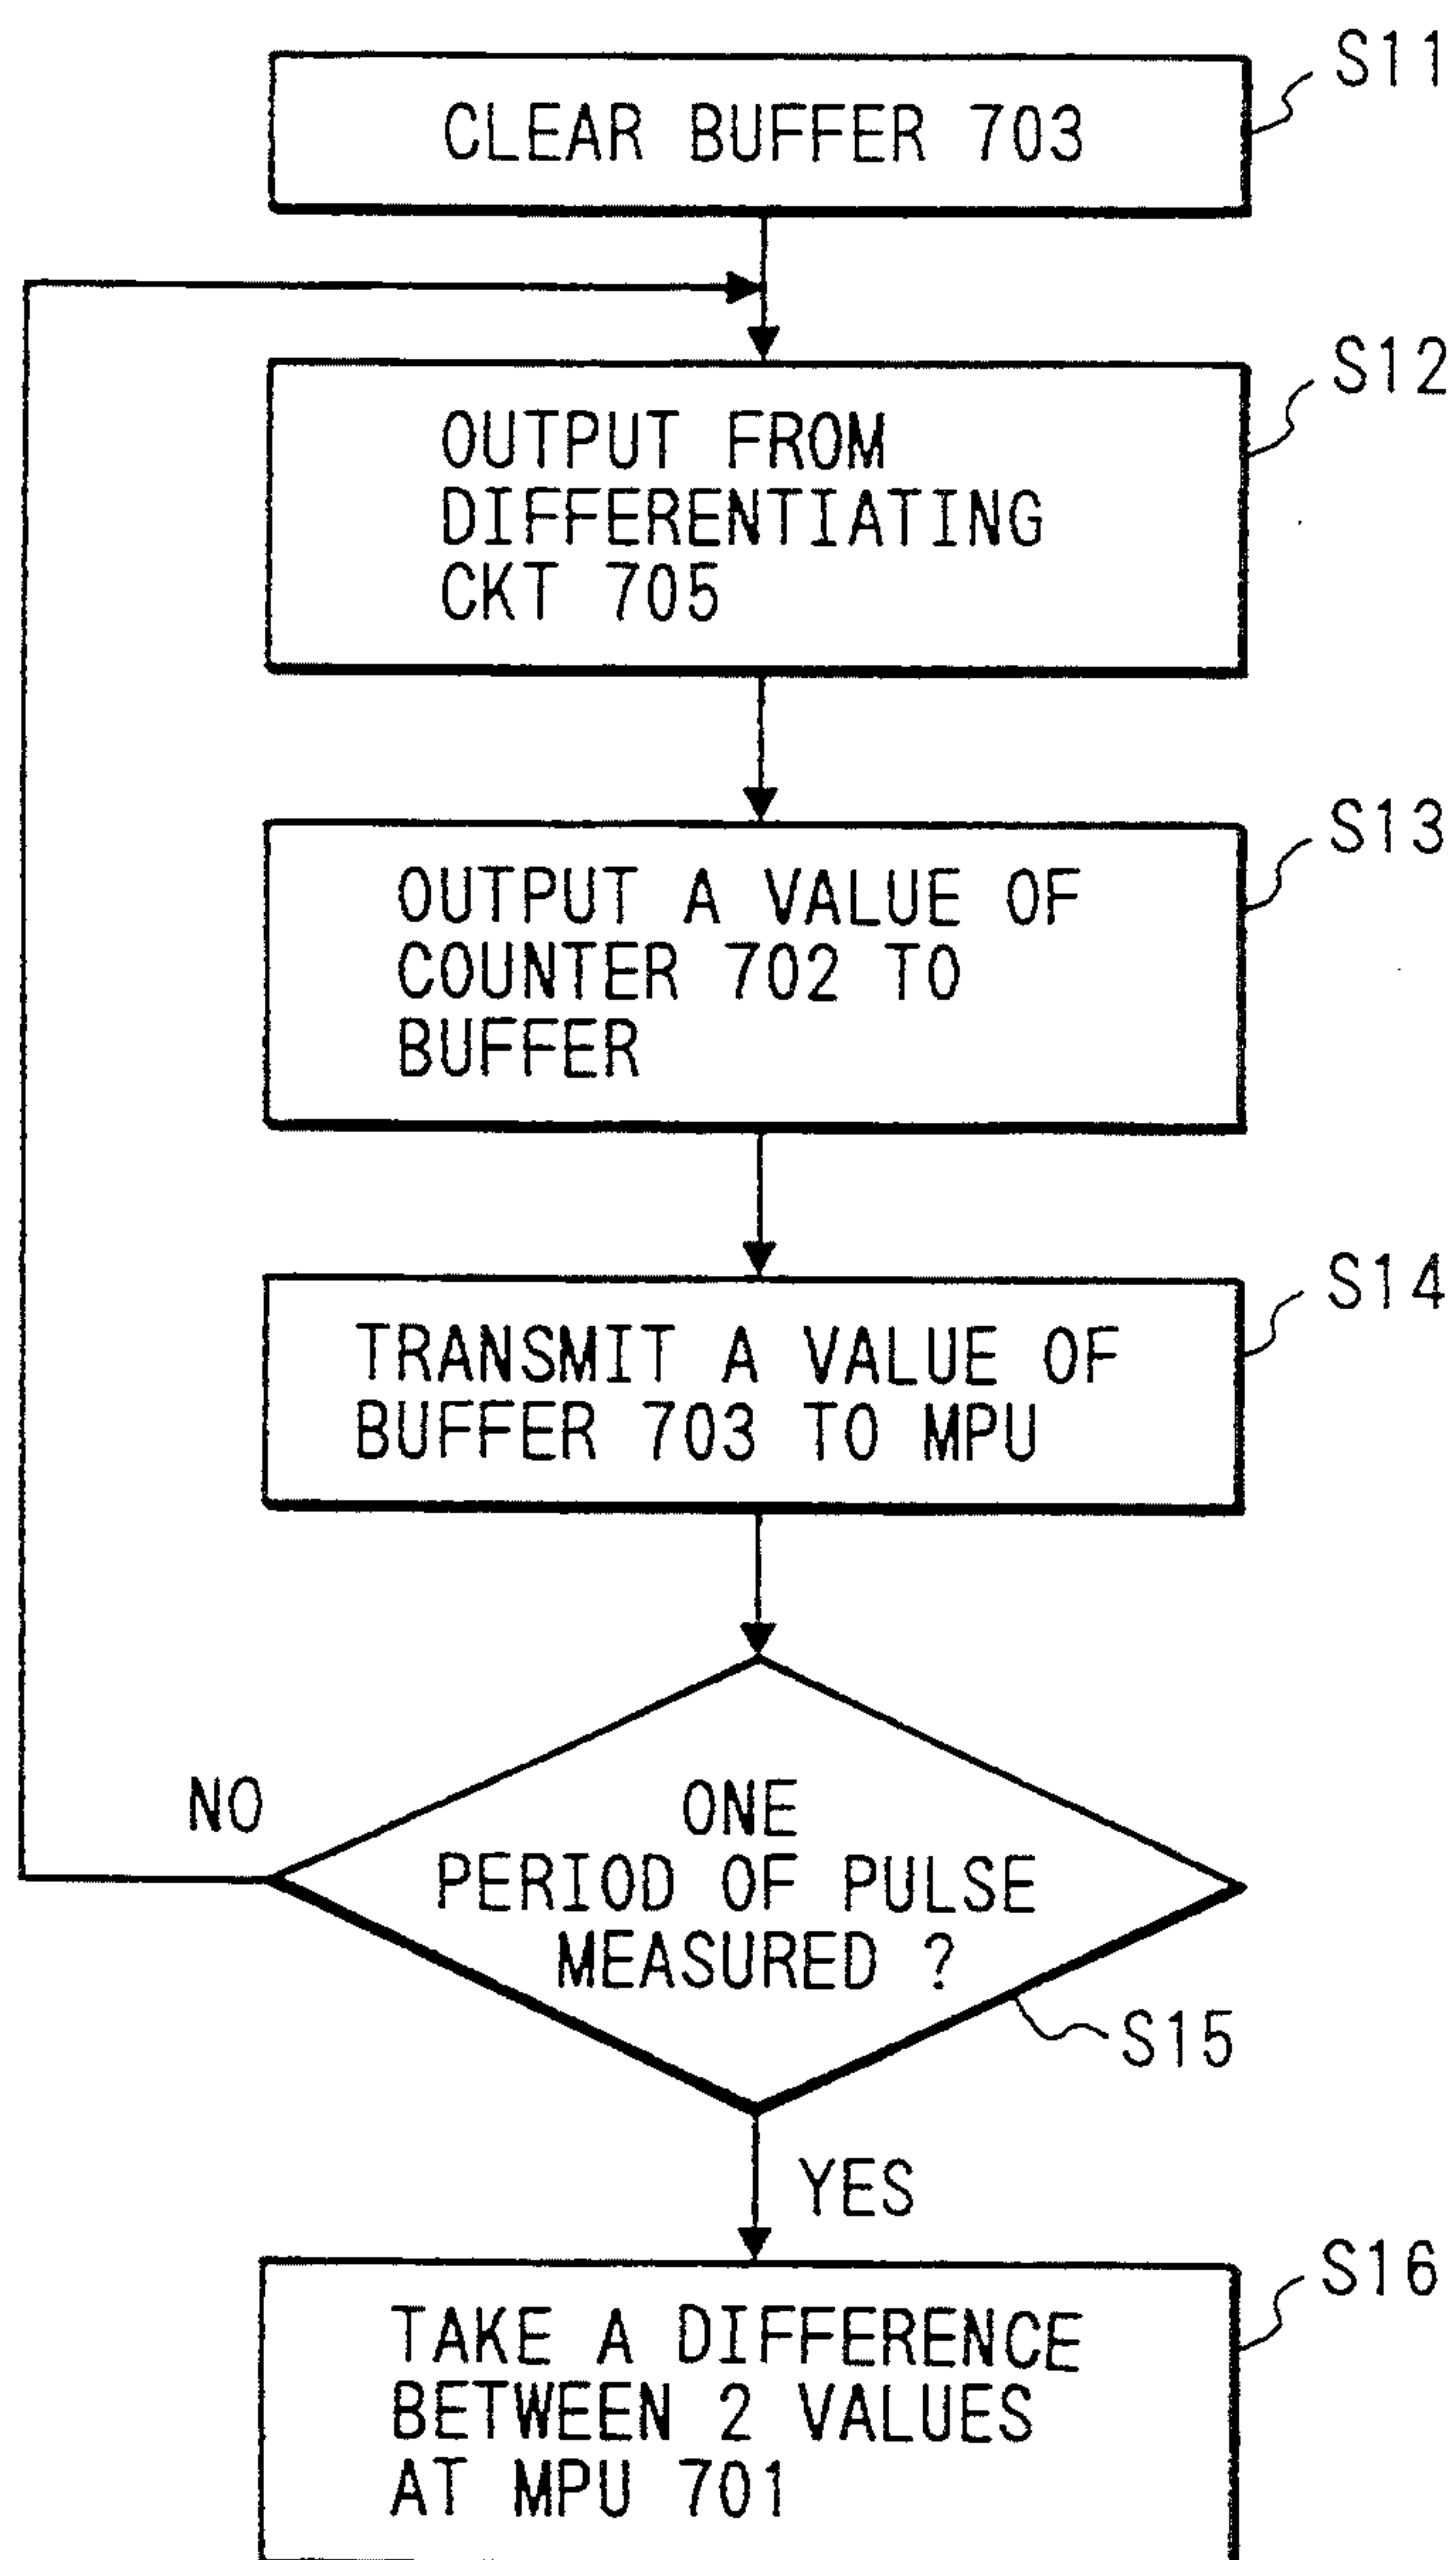 S11
CLEAR BUFFER 703
S12
OUTPUT FROM
DIFFERENTIATING
CKT 705
S13
OUTPUT A VALUE OF
COUNTER 702 TO
BUFFER
S14
TRANSMIT A VALUE OF
BUFFER 703 TO MPU
NO
ONE
PERIOD OF PULSE
MEASURED ?
S15
YES
S16
TAKE A DIFFERENCE
BETWEEN 2 VALUES
AT MPU 701